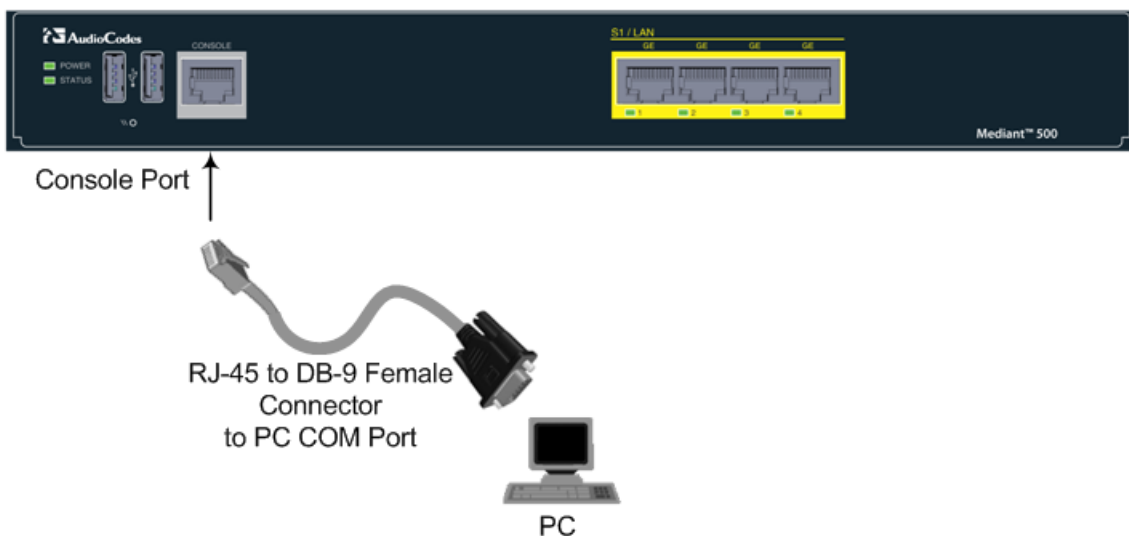 AudioCodes
POWER
STATUS
CONSOLE
S1 / LAN
GE GE GE GE
1 2 3 4
Mediant™ 500
Console Port
RJ-45 to DB-9 Female
Connector
to PC COM Port
PC